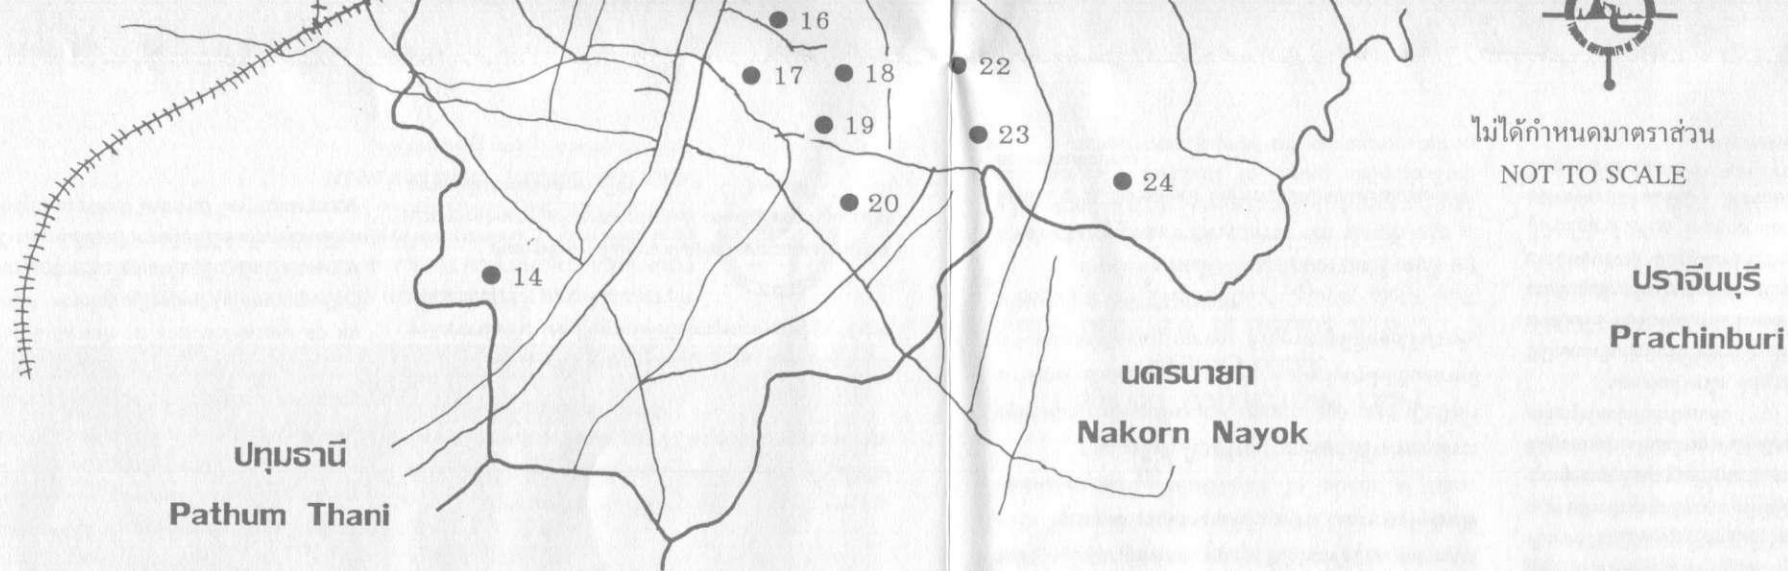 16
17
18
22
19
23
ไม่ได้กำหนดมาตราส่วน
NOT TO SCALE
24
20
14
ปราจีนบุรี
Prachinburi
นครนายก
Nakorn Nayok
ปทุมธานี
Pathum Thani